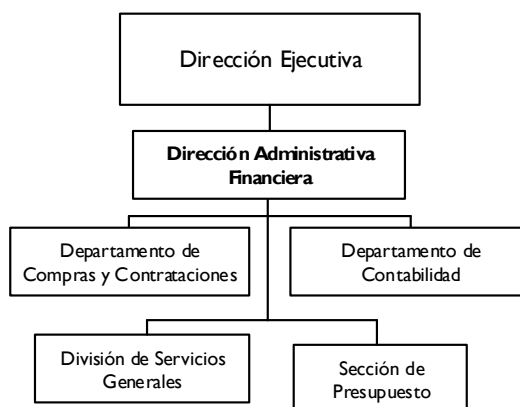 Dirección Ejecutiva
Dirección Administrativa
Financiera
Departamento de
Compras y Contrataciones
Departamento de
Contabilidad
División de Servicios
Generales
Sección de
Presupuesto